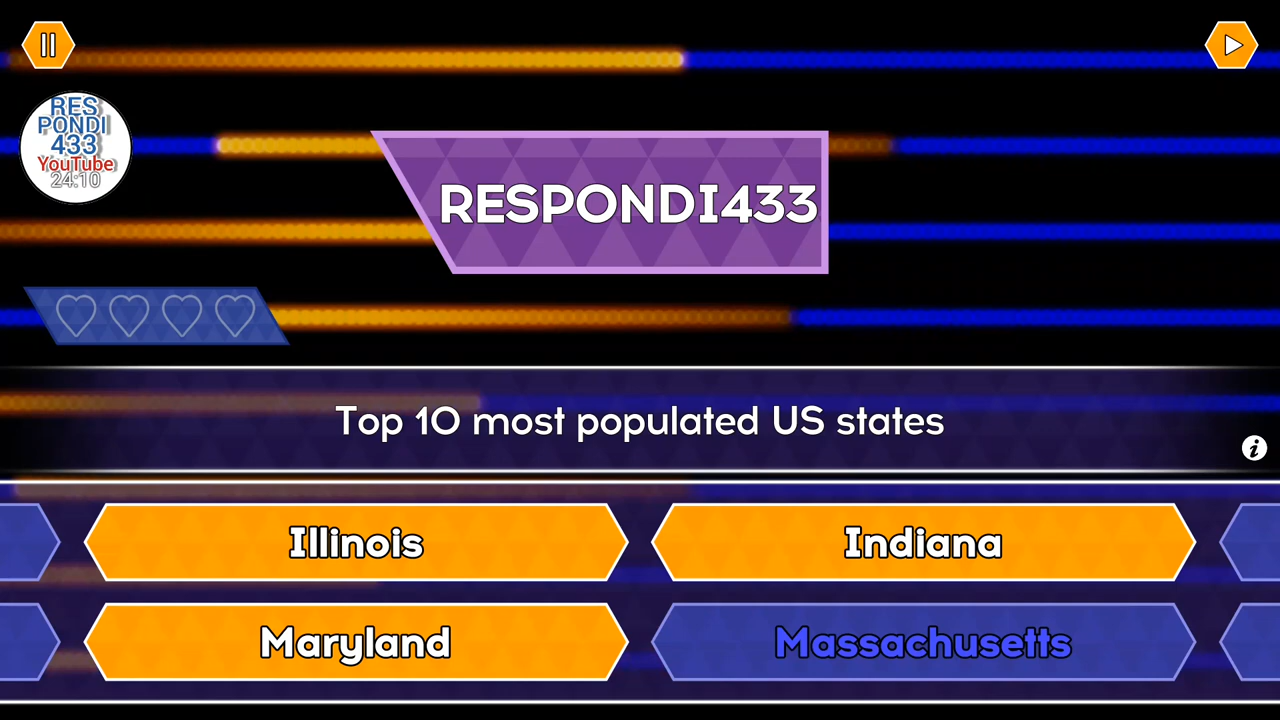 RES
PONDI
433
YouTube
24:10
RESPONDI433
Top 10 most populated US states
i
Illinois
Indiana
Maryland
Massachusetts